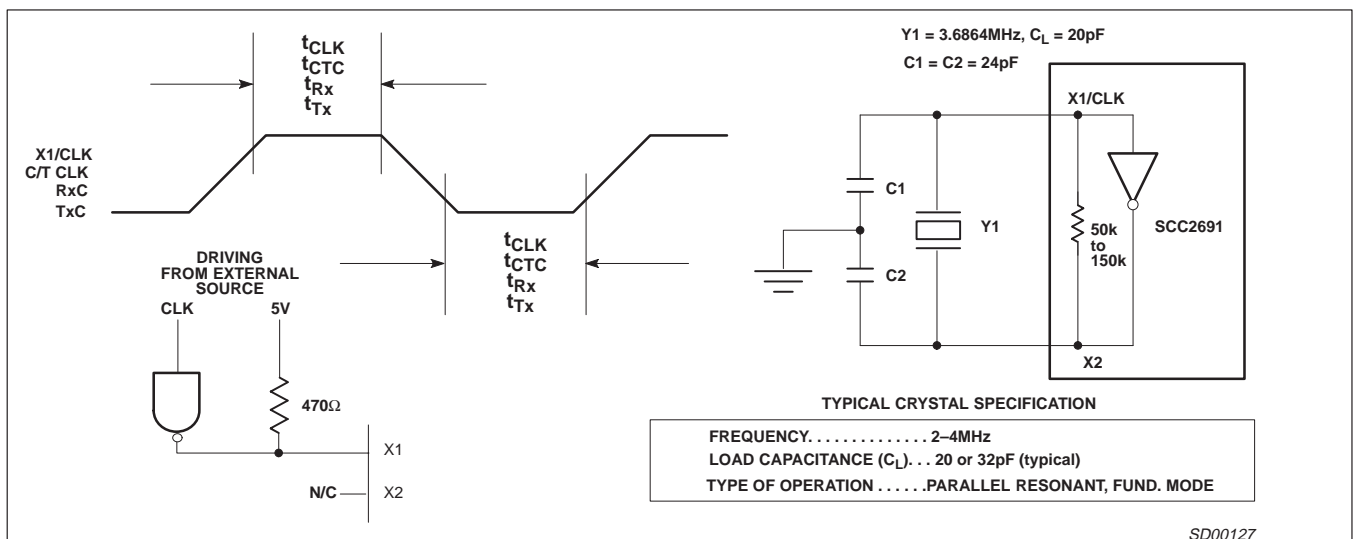 tCLK
tCTC
tRx
tTx
X1/CLK
C/T CLK
RxC
TxC
tCLK
tCTC
tRx
tTx
DRIVING
FROM EXTERNAL
SOURCE
CLK
5V
470Ω
X1
N/C
X2
Y1 = 3.6864MHz, CL = 20pF
C1 = C2 = 24pF
X1/CLK
C1
Y1
C2
50k
to
150k
SCC2691
X2
TYPICAL CRYSTAL SPECIFICATION
FREQUENCY. . . . . . . . . . . . . 2–4MHz
LOAD CAPACITANCE (CL). . . 20 or 32pF (typical)
TYPE OF OPERATION . . . . . .PARALLEL RESONANT, FUND. MODE
SD00127